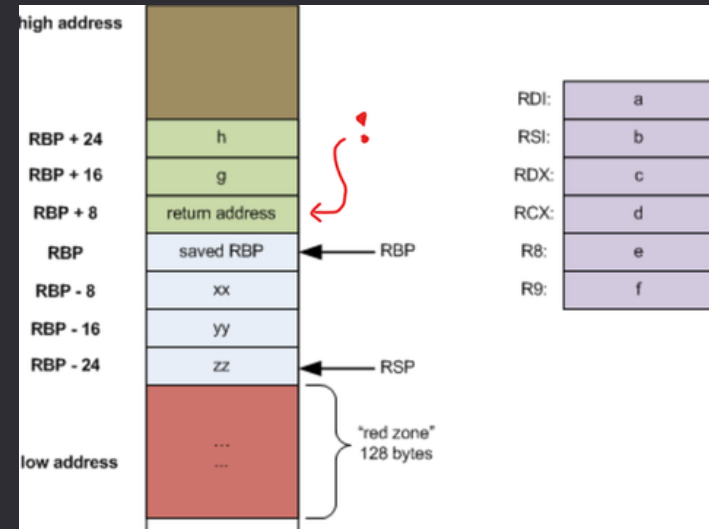 high address
RBP + 24 h
RBP + 16 g
RBP + 8 return address
RBP saved RBP RBP
RBP - 8 xx
RBP - 16 yy
RBP - 24 zz RSP
...
...
"red zone"
128 bytes
low address
RDI: a
RSI: b
RDX: c
RCX: d
R8: e
R9: f